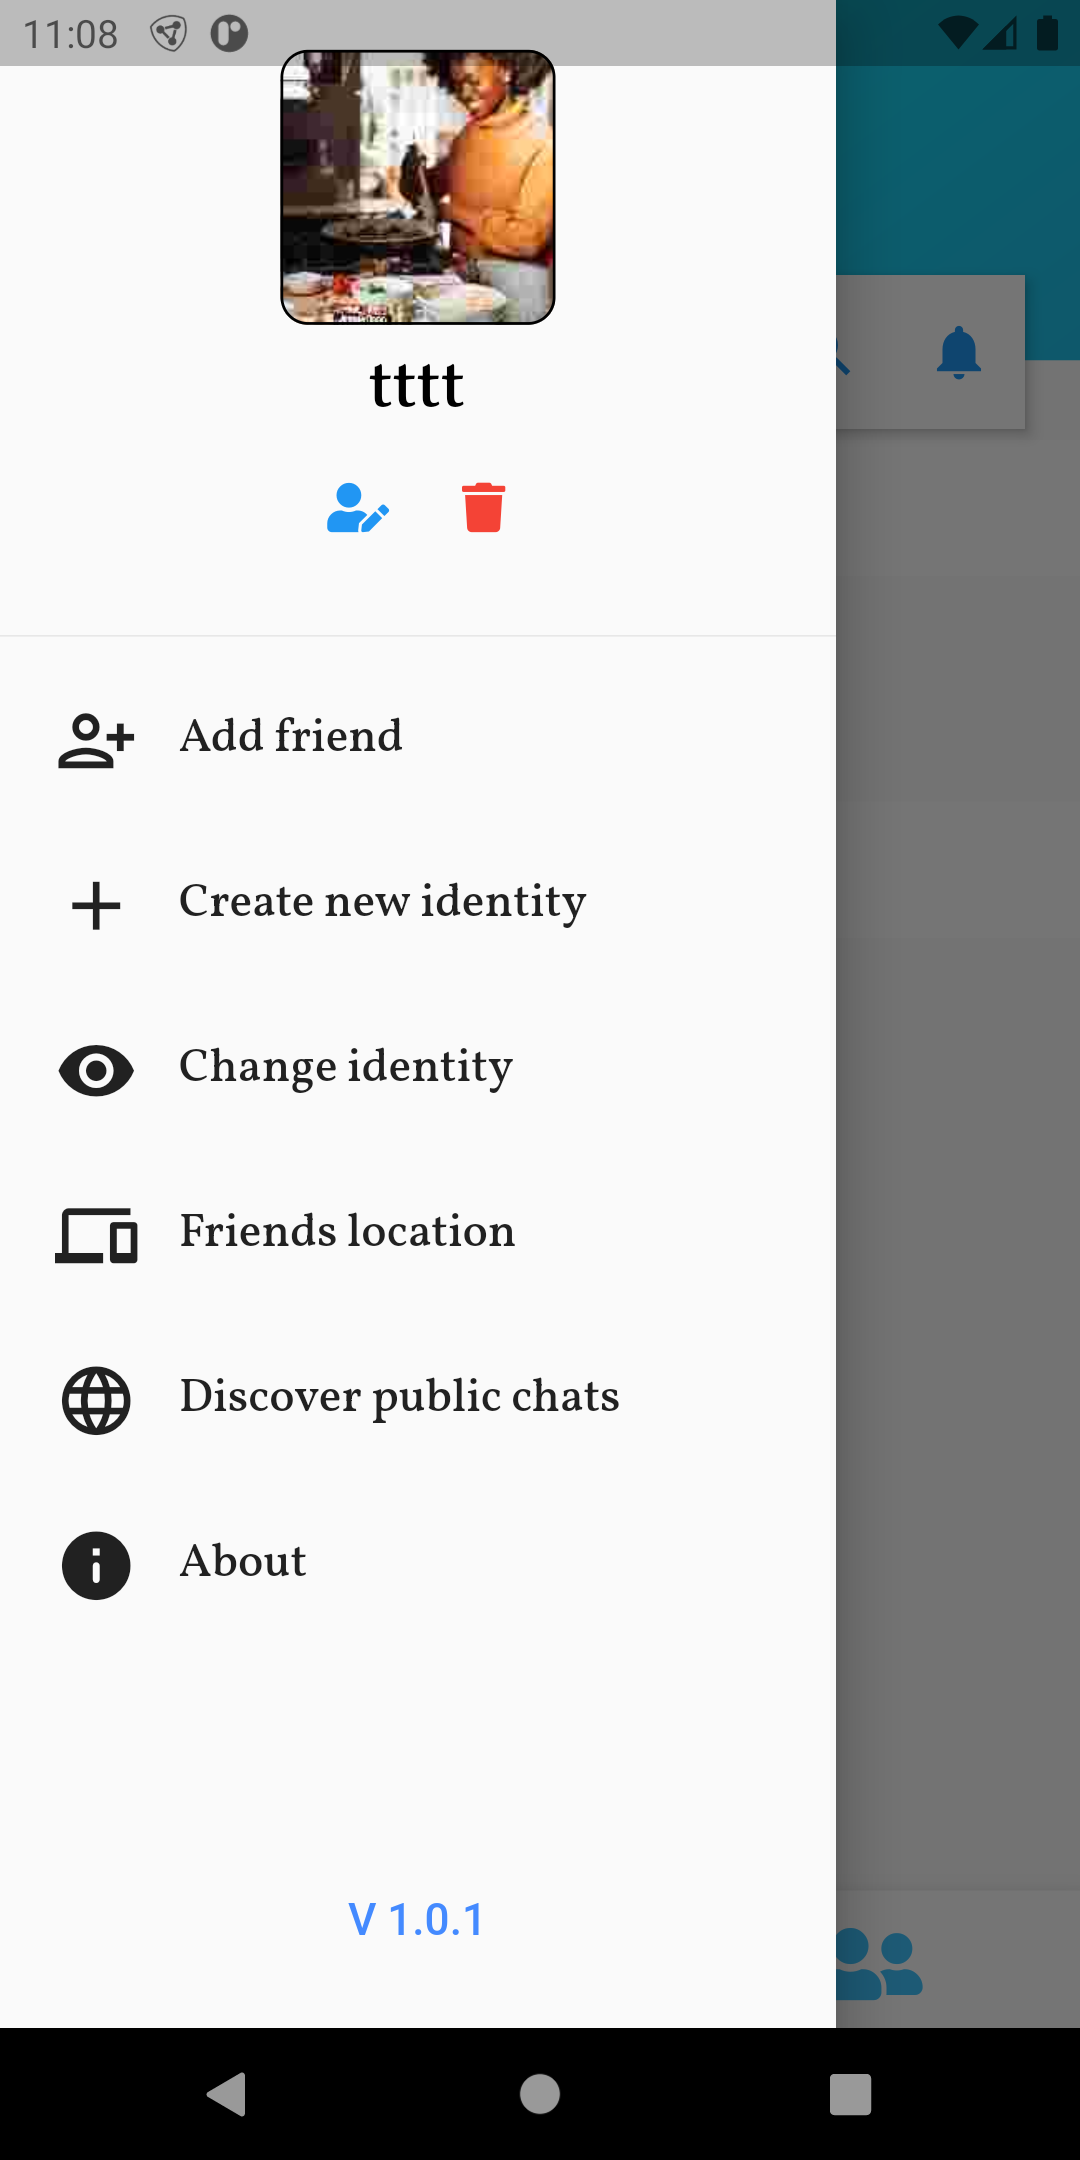 11:08
tttt
Add friend
Create new identity
Change identity
Friends location
Discover public chats
About
V 1.0.1